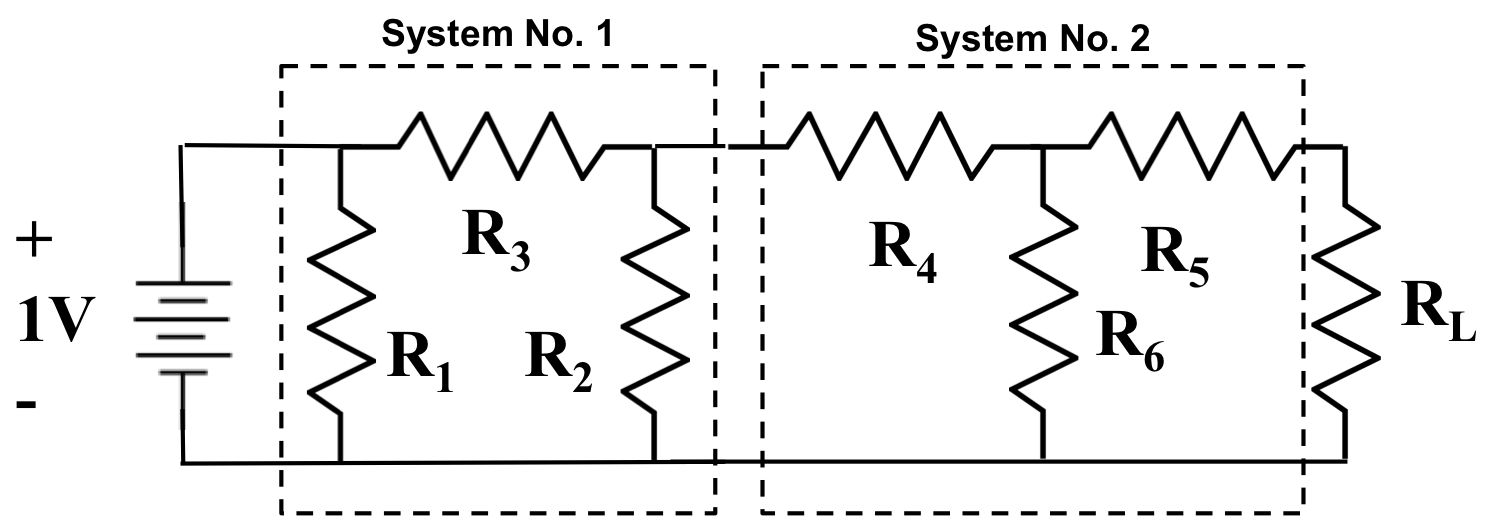 System No. 1
System No. 2
+
1V
-
R3
R1
R2
R4
R5
R6
RL